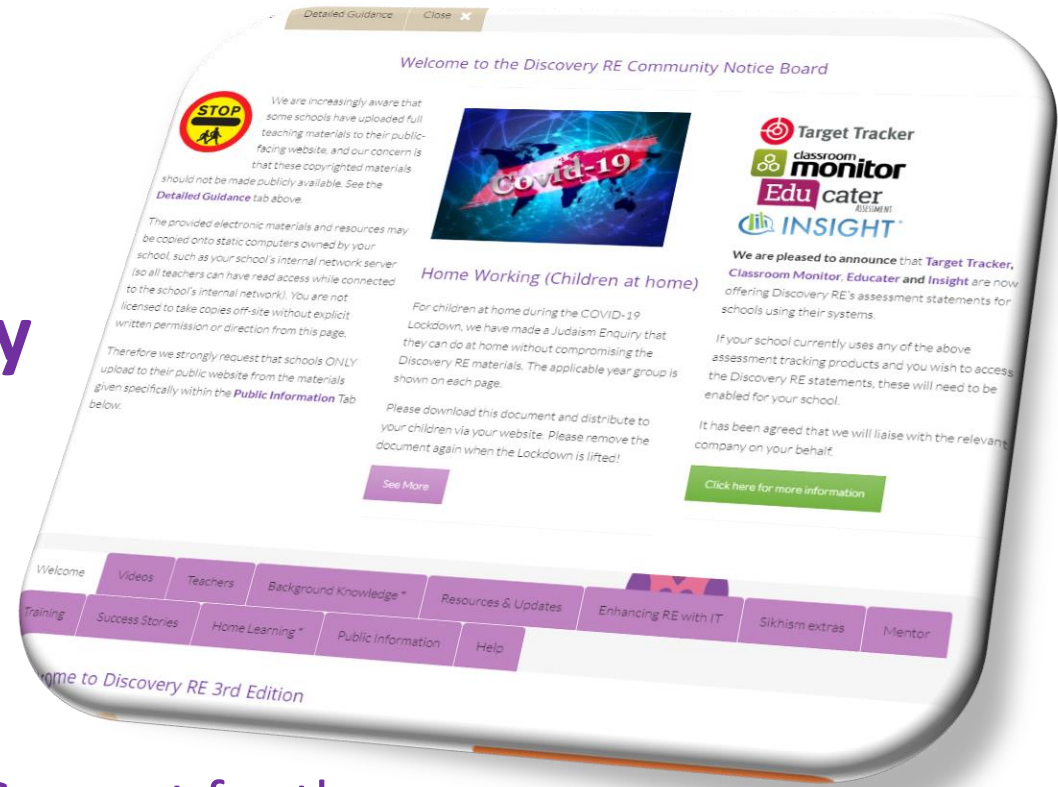 Detailed Guidance Close
Welcome to the Discovery RE Community Notice Board
STOP
We are increasingly aware that
some schools have uploaded full
teaching materials to their public-
facing website, and our concern is
that these copyrighted materials
should not be made publicly available. See the
Detailed Guidance tab above.
The provided electronic materials and resources may
be copied onto static computers owned by your
school, such as your school's internal network server
(so all teachers can have read access while connected
to the school's internal network). You are not
licensed to take copies off-site without explicit
written permission or direction from this page.
Therefore we strongly request that schools ONLY
upload to their public website from the materials
given specifically within the Public Information Tab
below.
Covid-19
Home Working (Children at home)
For children at home during the COVID-19
Lockdown, we have made a Judaism Enquiry that
they can do at home without compromising the
Discovery RE materials. The applicable year group is
shown on each page.
Please download this document and distribute to
your children via your website. Please remove the
document again when the Lockdown is lifted!
See More
Target Tracker
classroom
monitor
Edu cater
ASSESSMENT
INSIGHT
We are pleased to announce that Target Tracker,
Classroom Monitor, Educater and Insight are now
offering Discovery RE's assessment statements for
schools using their systems.
If your school currently uses any of the above
assessment tracking products and you wish to access
the Discovery RE statements, these will need to be
enabled for your school.
It has been agreed that we will liaise with the relevant
company on your behalf.
Click here for more information
Welcome Videos Teachers Background Knowledge * Resources & Updates Enhancing RE with IT Sikhism extras Mentor
Training Success Stories Home Learning * Public Information Help
to Discovery RE 3rd Edition
y